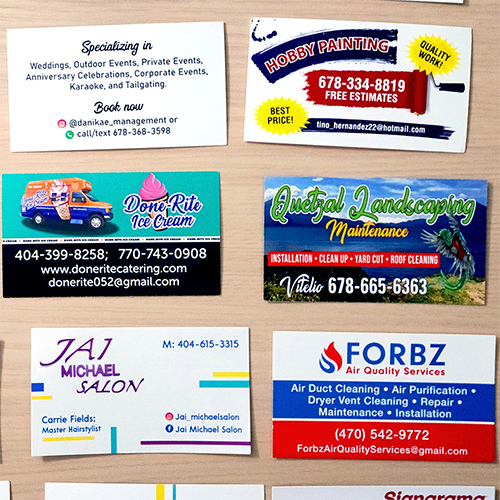 Specializing in
Weddings, Outdoor Events, Private Events,
Anniversary Celebrations, Corporate Events,
Karaoke, and Tailgating.
Book now
@danikae_management or
call/text 678-368-3598
HOBBY PAINTING
QUALITY
WORK!
678-334-8819
FREE ESTIMATES
BEST
PRICE!
tino_hernandez22@hotmail.com
Done-Rite
Ice Cream
404-399-8258; 770-743-0908
www.doneritecatering.com
donerite052@gmail.com
Quetzal Landscaping
Maintenance
INSTALLATION • CLEAN UP • YARD CUT • ROOF CLEANING
Vitelio 678-665-6363
JAI
MICHAEL
SALON
M: 404-615-3315
Carrie Fields:
Master Hairstylist
Jai_michaelsalon
Jai Michael Salon
FORBZ
Air Quality Services
Air Duct Cleaning • Air Purification •
Dryer Vent Cleaning • Repair •
Maintenance • Installation
(470) 542-9772
ForbzAirQualityServices@gmail.com
Signarama